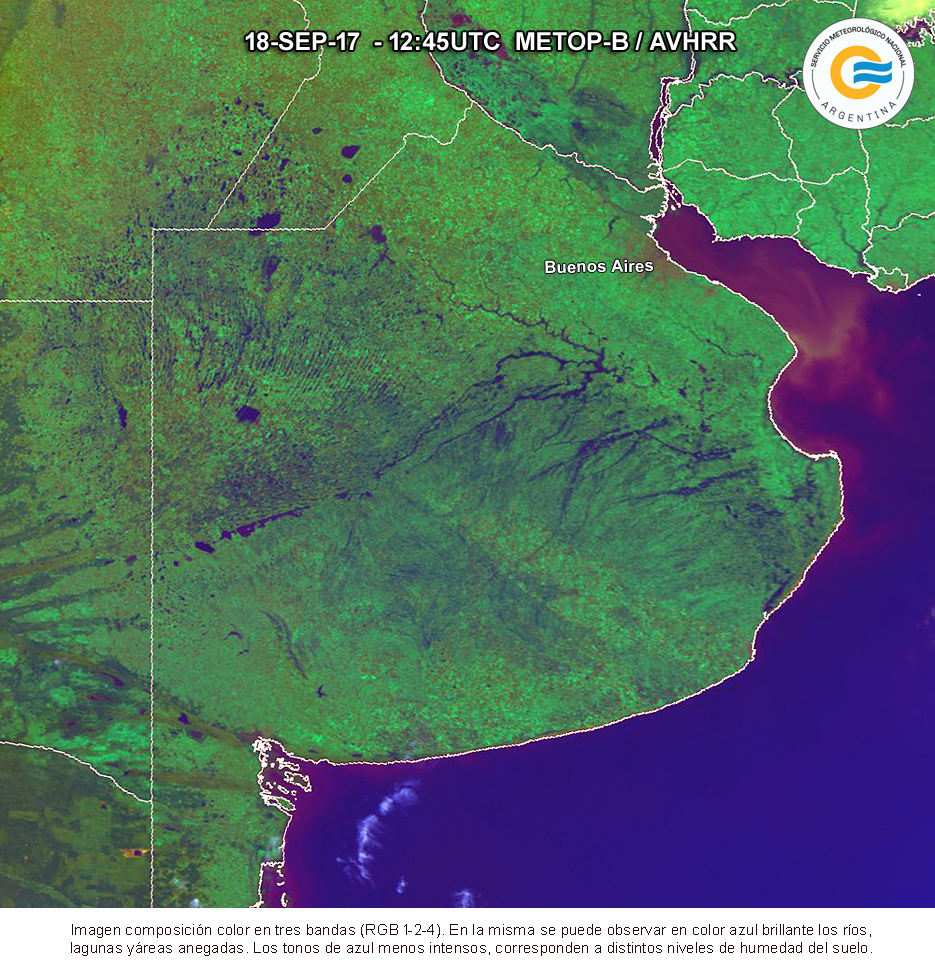 18-SEP-17 - 12:45UTC METOP-B / AVHRR
SERVICIO METEOROLÓGICO NACIONAL
ARGENTINA
Buenos Aires
Imagen composición color en tres bandas (RGB 1-2-4). En la misma se puede observar en color azul brillante los ríos,
lagunas yáreas anegadas. Los tonos de azul menos intensos, corresponden a distintos niveles de humedad del suelo.